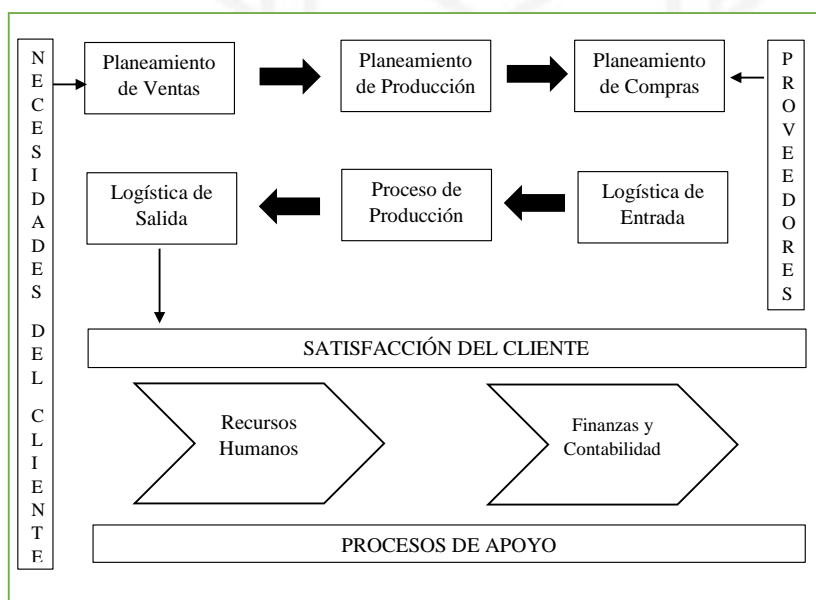 NECESIDADES DEL CLIENTE
Planeamiento
de Ventas
Planeamiento
de Producción
Planeamiento
de Compras
PROVEEDORES
Logística de
Salida
Proceso de
Producción
Logística de
Entrada
SATISFACCIÓN DEL CLIENTE
Recursos
Humanos
Finanzas y
Contabilidad
PROCESOS DE APOYO